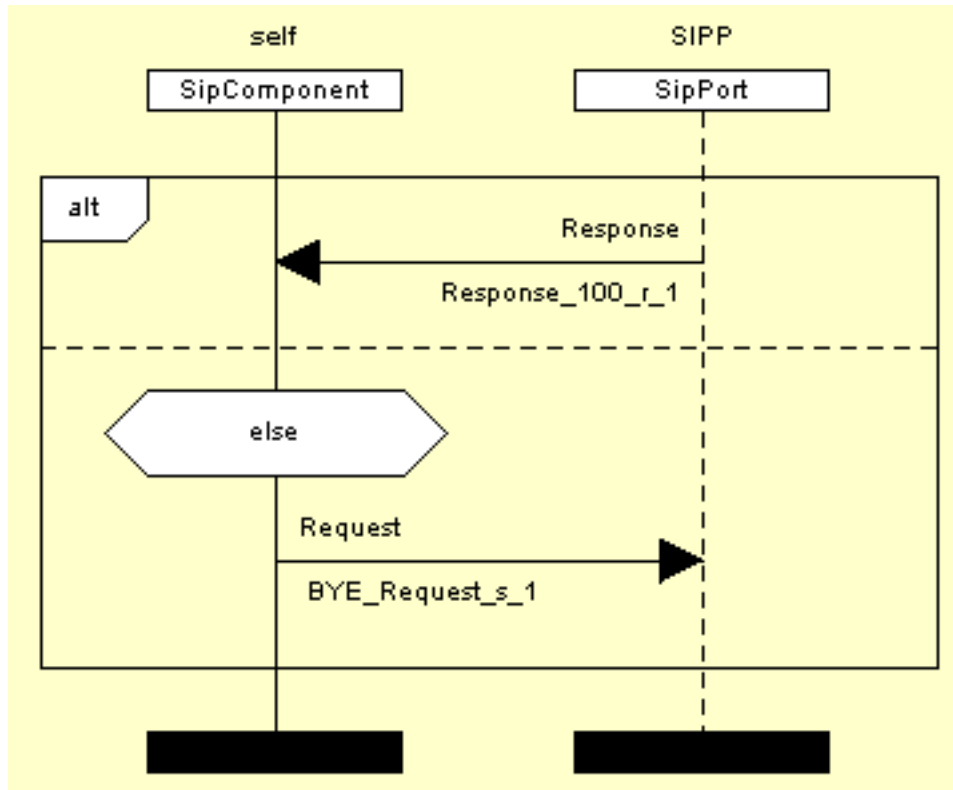 self SIPP
SipComponent SipPort
alt
Response
Response_100_r_1
else
Request
BYE_Request_s_1